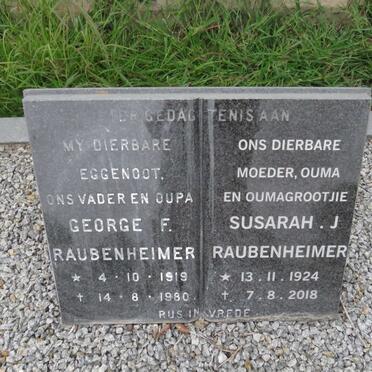 TER GEDAGTENIS AAN
MY DIERBARE
EGGENOOT,
ONS VADER EN OUPA
GEORGE F.
RAUBENHEIMER
★ 4 · 10 · 1919
† 14 · 8 · 1980
ONS DIERBARE
MOEDER, OUMA
EN OUMAGROOTJIE
SUSARAH . J
RAUBENHEIMER
★ 13 . 11 . 1924
† 7 . 8 . 2018
RUS IN VREDE